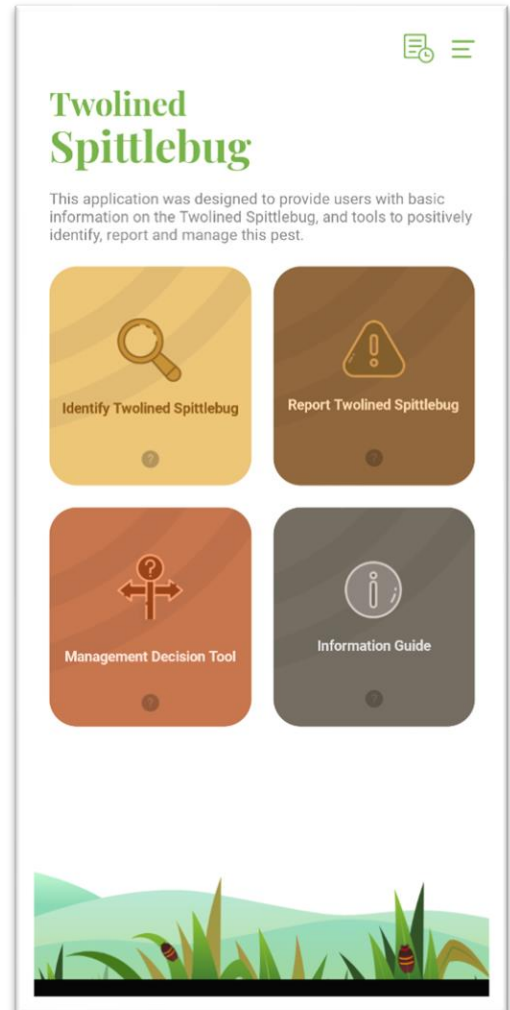 Twolined
Spittlebug
This application was designed to provide users with basic
information on the Twolined Spittlebug, and tools to positively
identify, report and manage this pest.
Identify Twolined Spittlebug
?
Report Twolined Spittlebug
?
?
Management Decision Tool
?
i
Information Guide
?